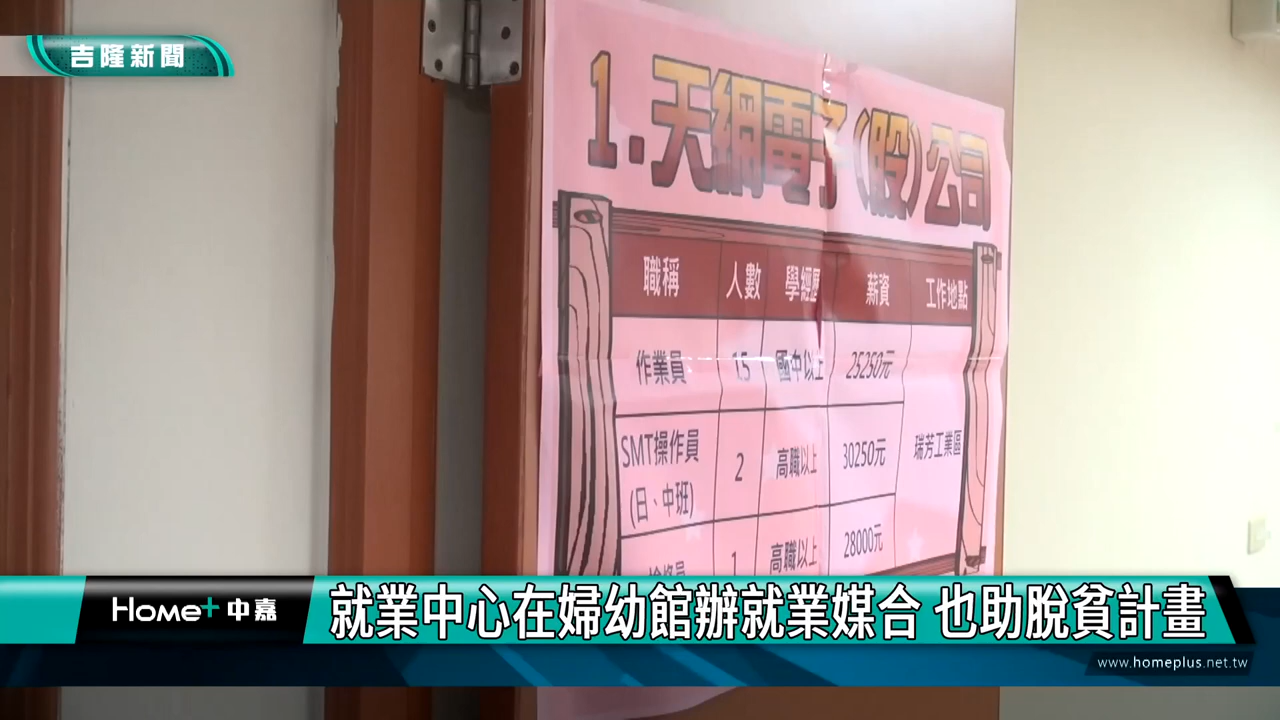 吉隆新聞
1.天網電子(股)公司
職稱 人數 學經歷 薪資 工作地點
作業員 15 國中以上 25250元
SMT操作員
(日、中班) 2 高職以上 30250元 瑞芳工業區
1 高職以上 28000元
Home+中嘉
就業中心在婦幼館辦就業媒合 也助脫貧計畫
www.homeplus.net.tw